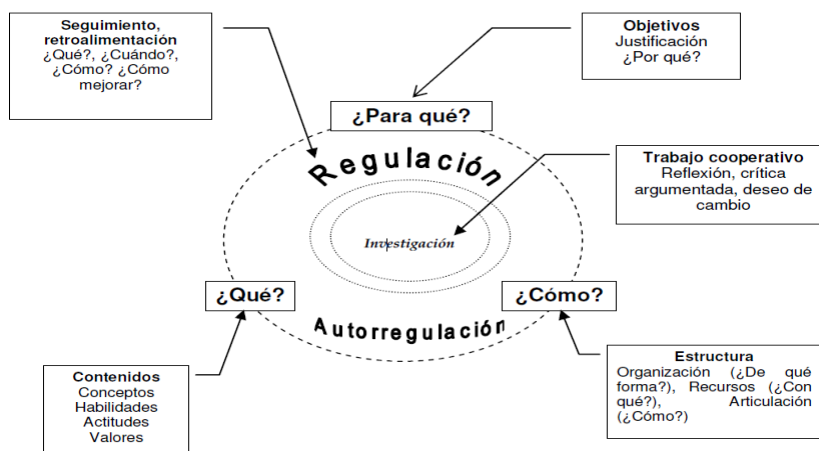 Seguimiento,
retroalimentación
¿Qué?, ¿Cuándo?,
¿Cómo? ¿Cómo
mejorar?
Objetivos
Justificación
¿Por qué?
¿Para qué?
Regulación
Trabajo cooperativo
Reflexión, crítica
argumentada, deseo de
cambio
Investigación
¿Qué?
¿Cómo?
Autorregulación
Contenidos
Conceptos
Habilidades
Actitudes
Valores
Estructura
Organización (¿De qué
forma?), Recursos (¿Con
qué?), Articulación
(¿Cómo?)